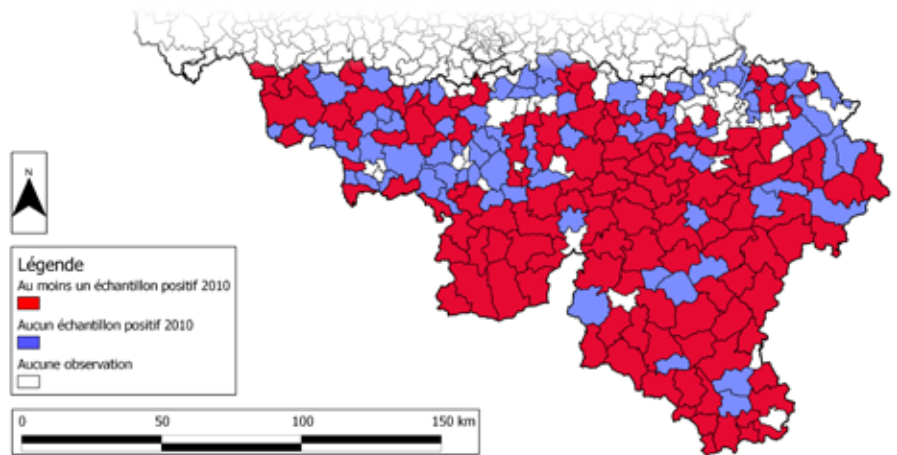 N
Légende
Au moins un échantillon positif 2010
Aucun échantillon positif 2010
Aucune observation
0 50 100 150 km